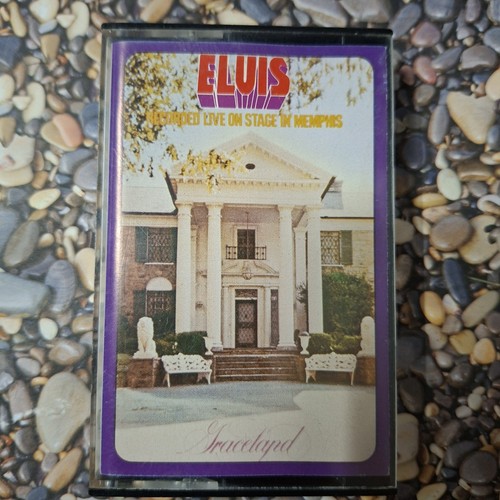 ELVIS
RECORDED LIVE ON STAGE IN MEMPHIS
Graceland